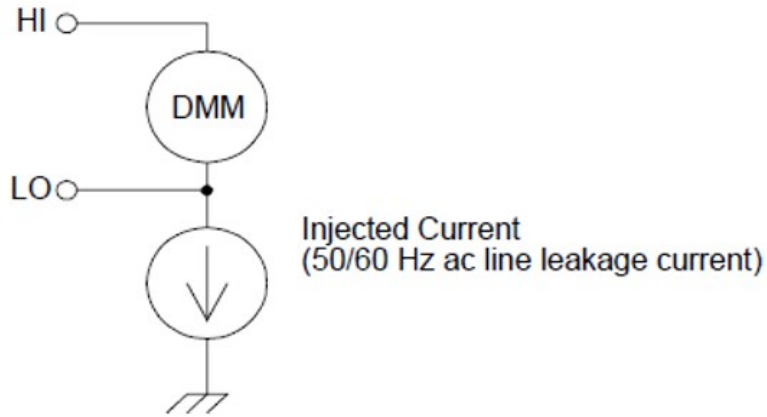 HI
DMM
LO
Injected Current
(50/60 Hz ac line leakage current)